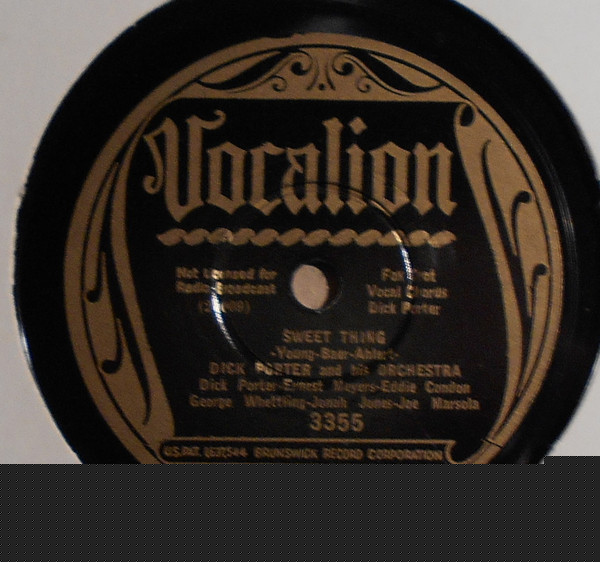 Vocalion
Not Licensed for
Radio Broadcast
Fox Trot
Vocal Chorus
Dick Porter
SWEET THING
-Young-Baer-Ahlert-
DICK PORTER and his ORCHESTRA
Dick Porter-Ernest Meyers-Eddie Condon
George Whettling-Jonah Jones-Joe Marsola
3355
U.S. PAT. 1,637,544 BRUNSWICK RECORD CORPORATION